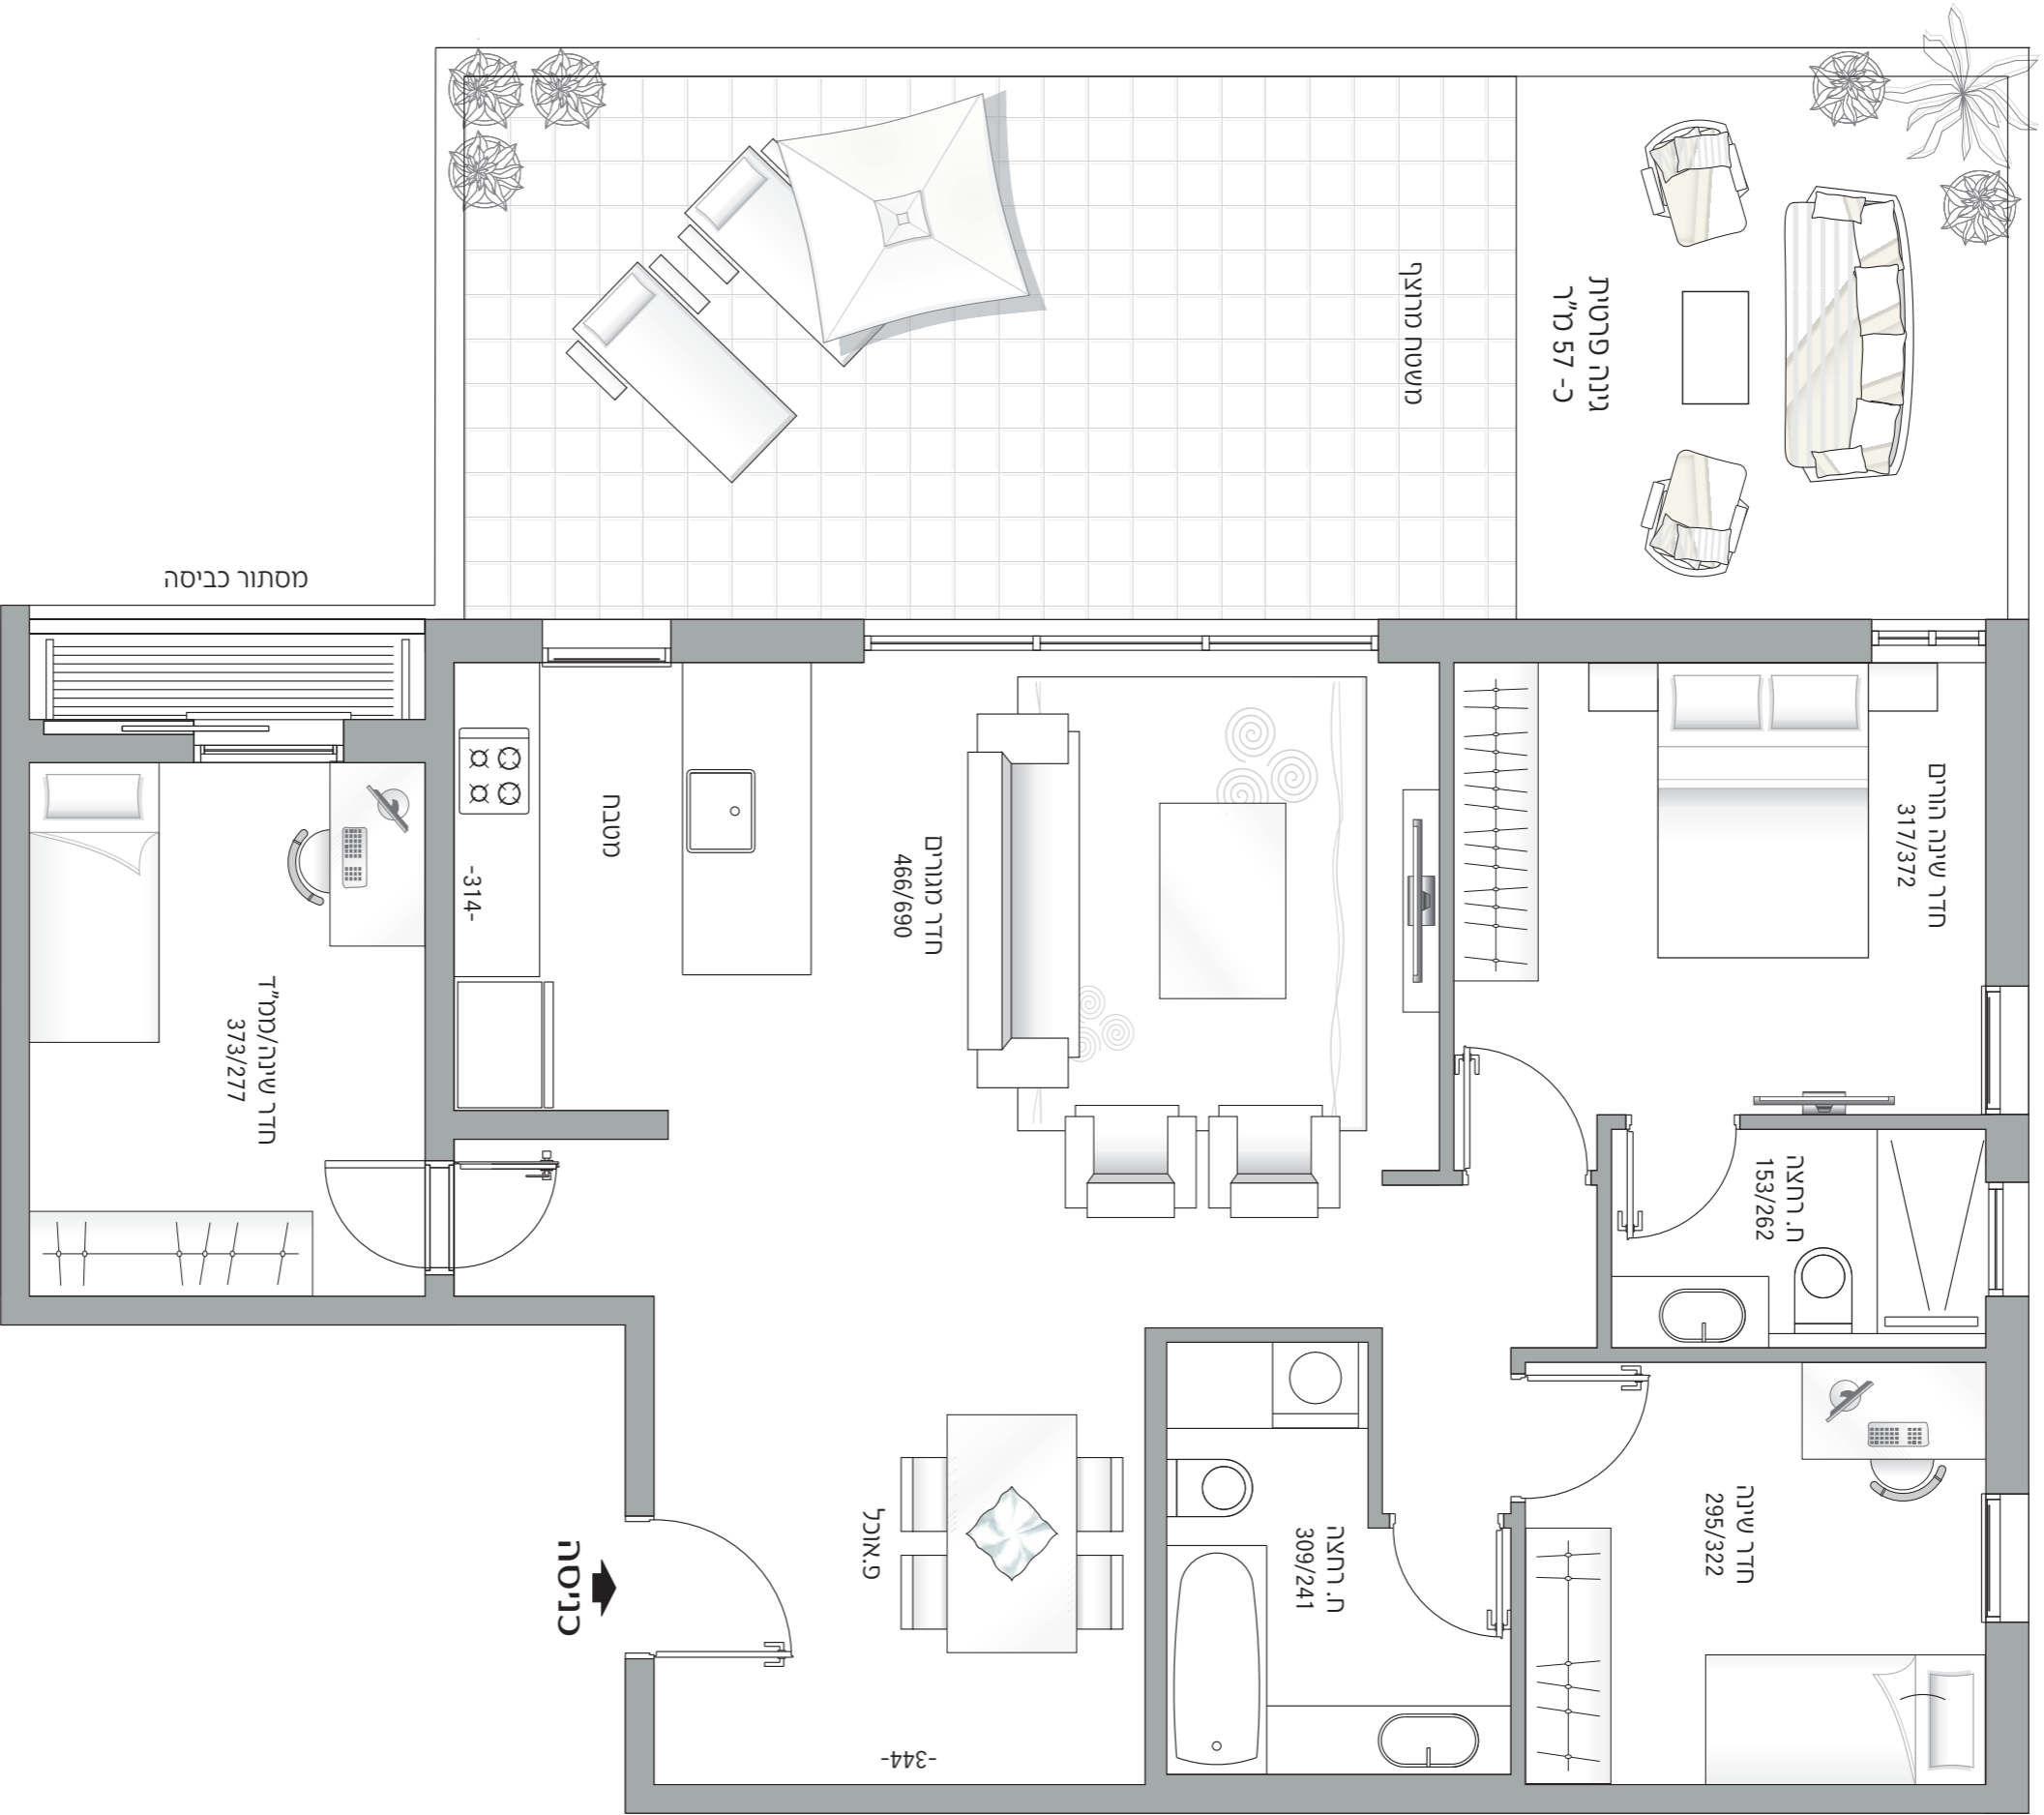 מסתור כביסה
גינה פרטית
כ- 57 מ"ר
משטח מרוצף
חדר שינה הורים
317/372
חדר מגורים
466/690
מטבח
-314-
חדר שינה/ממ"ד
373/277
ח. רחצה
153/262
חדר שינה
295/322
ח. רחצה
309/241
פ.אוכל
-344-
כניסה